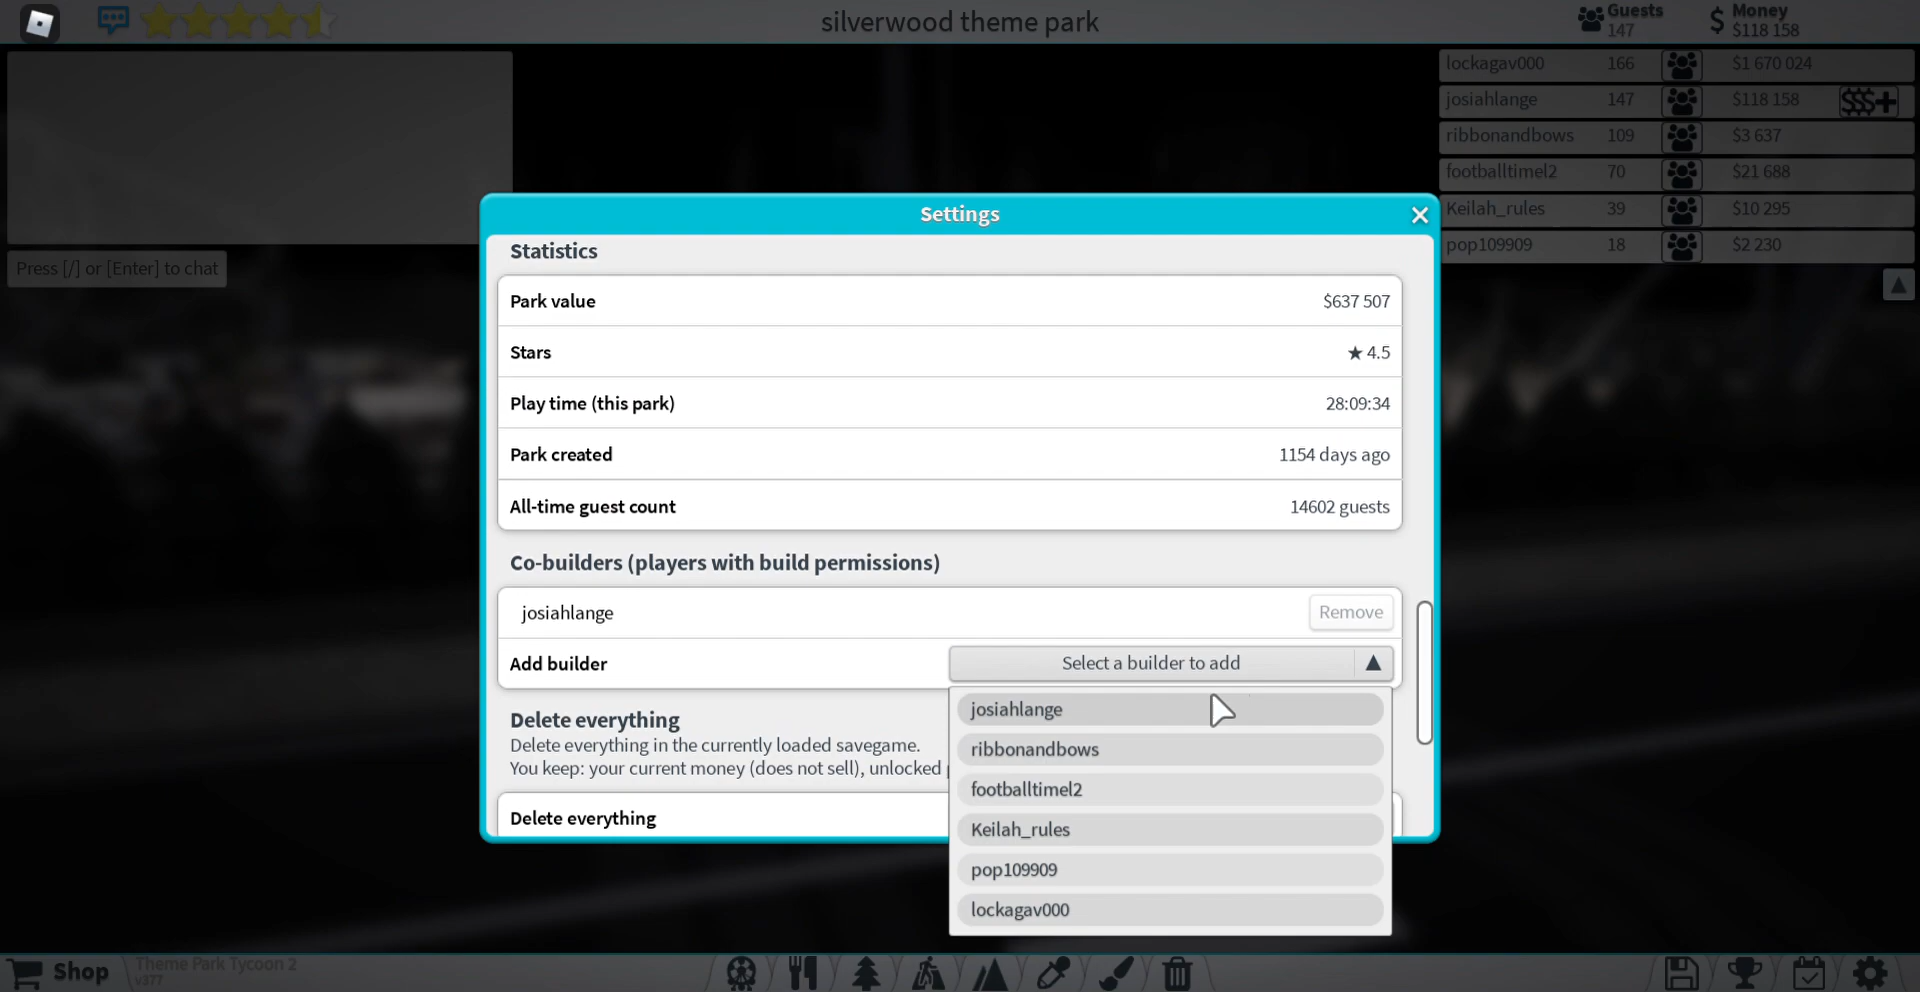 silverwood theme park
Guests
147
$ Money
$118 158
lockagav000 166 $1 670 024
josiahlange 147 $118 158 $$$+
ribbonandbows 109 $3 637
footballtimel2 70 $21 688
Keilah_rules 39 $10 295
pop109909 18 $2 230
Press [/] or [Enter] to chat
Settings
Statistics
Park value $637 507
Stars ★ 4.5
Play time (this park) 28:09:34
Park created 1154 days ago
All-time guest count 14602 guests
Co-builders (players with build permissions)
josiahlange Remove
Add builder Select a builder to add ▲
josiahlange
ribbonandbows
footballtimel2
Keilah_rules
pop109909
lockagav000
Delete everything
Delete everything in the currently loaded savegame.
You keep: your current money (does not sell), unlocked
Delete everything
Shop
Theme Park Tycoon 2
v377